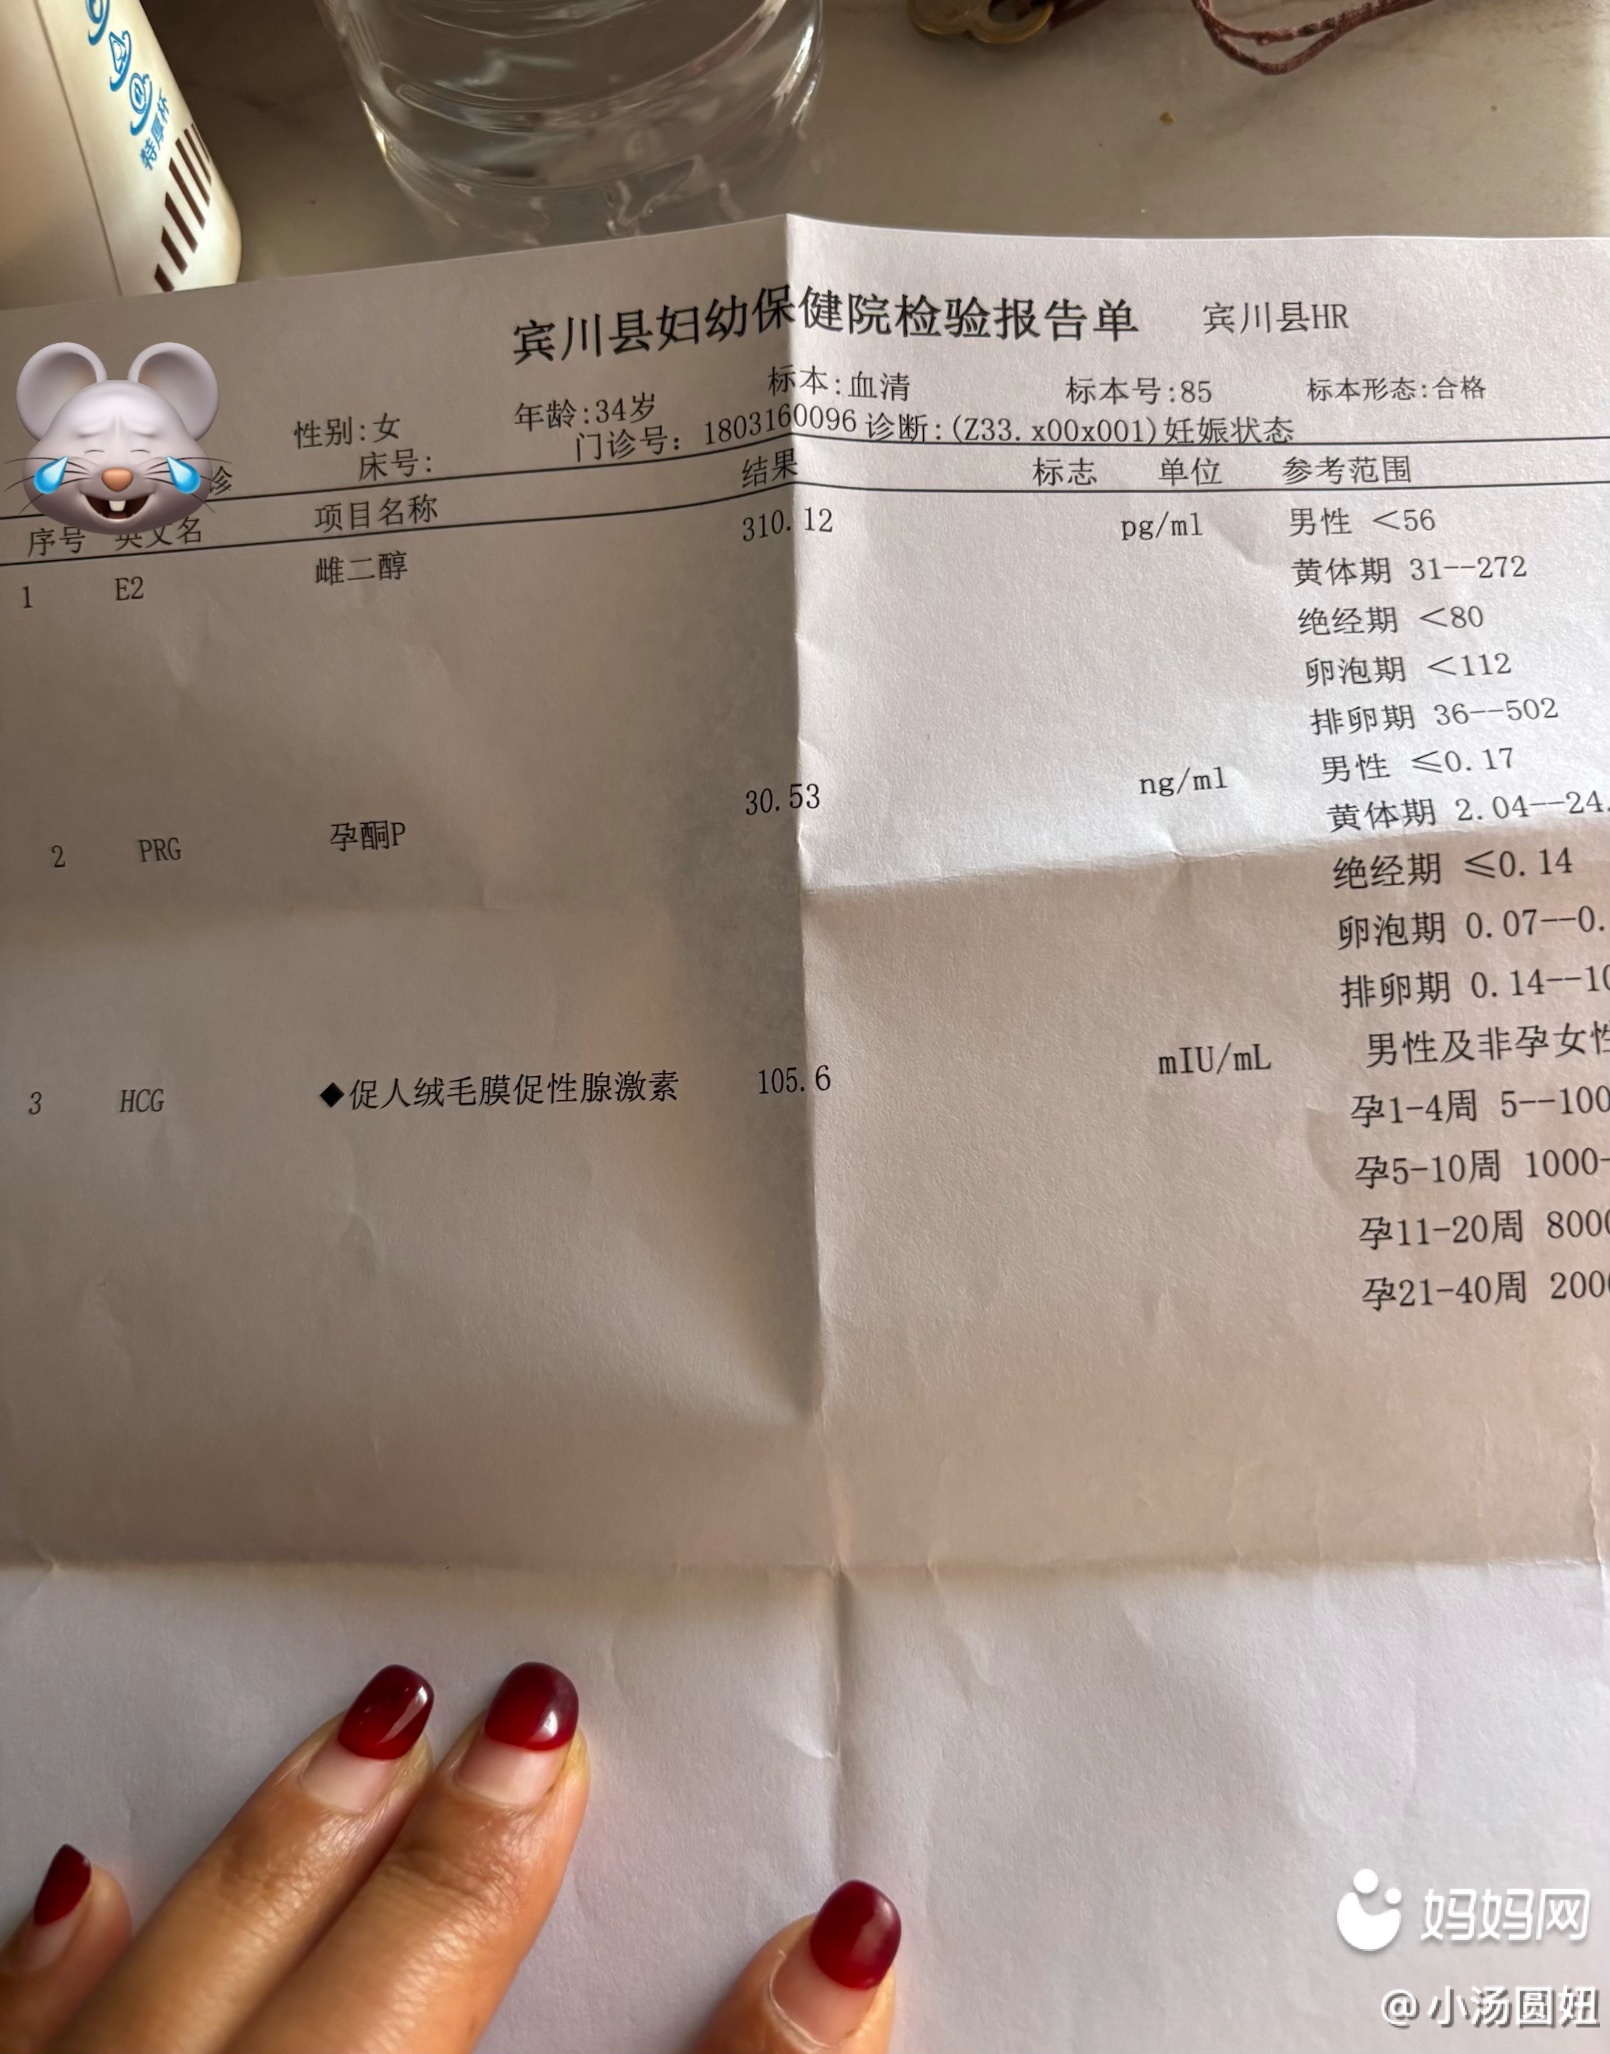 特厚杯
宾川县妇幼保健院检验报告单 宾川县HR
性别:女 年龄:34岁 标本:血清 标本号:85 标本形态:合格
诊 床号: 门诊号: 1803160096 诊断:(Z33.x00x001)妊娠状态
序号 英文名 项目名称 结果 标志 单位 参考范围
1 E2 雌二醇 310.12 pg/ml 男性 <56
黄体期 31--272
绝经期 <80
卵泡期 <112
排卵期 36--502
2 PRG 孕酮P 30.53 ng/ml 男性 ≤0.17
黄体期 2.04--24.
绝经期 ≤0.14
卵泡期 0.07--0.
排卵期 0.14--10
3 HCG ◆促人绒毛膜促性腺激素 105.6 mIU/mL 男性及非孕女性
孕1-4周 5--100
孕5-10周 1000-
孕11-20周 8000
孕21-40周 2000
妈妈网
@小汤圆妞